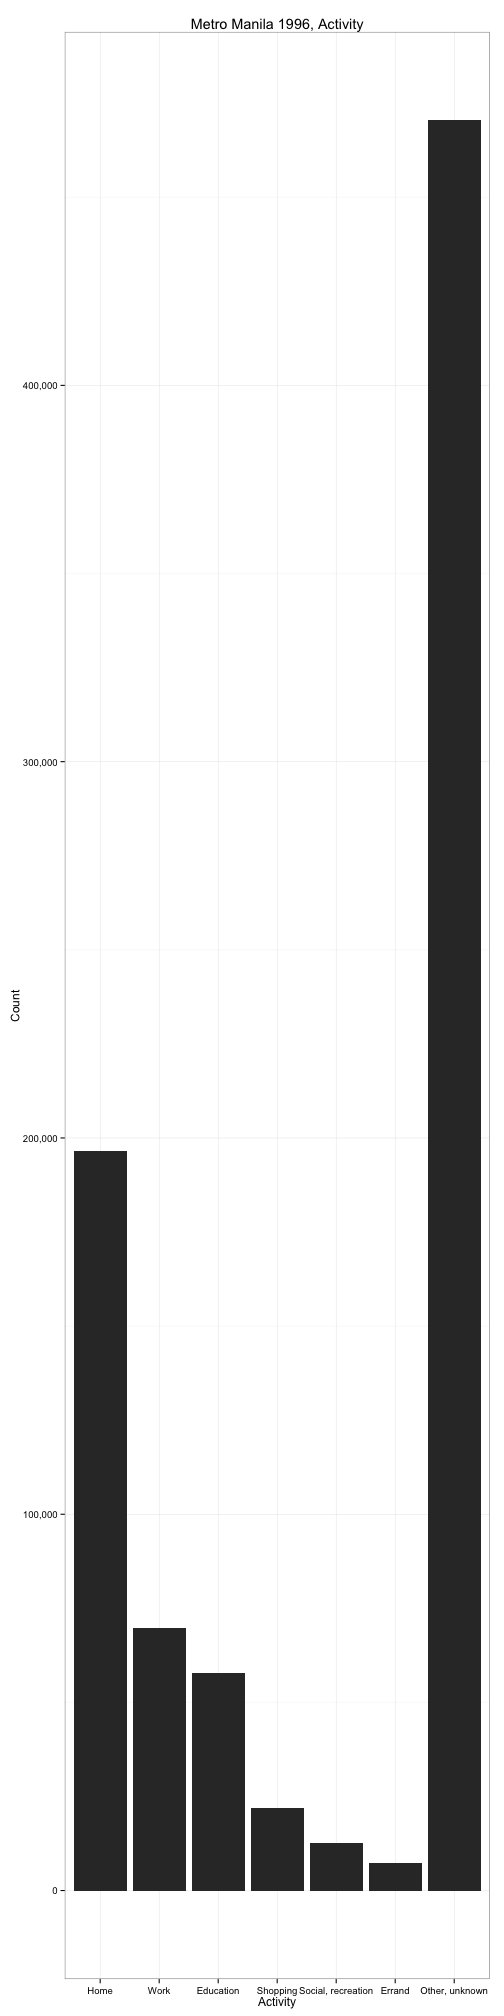 Metro Manila 1996, Activity
400,000
300,000
Count
200,000
100,000
0
Home Work Education Shopping Social, recreation Errand Other, unknown
Activity